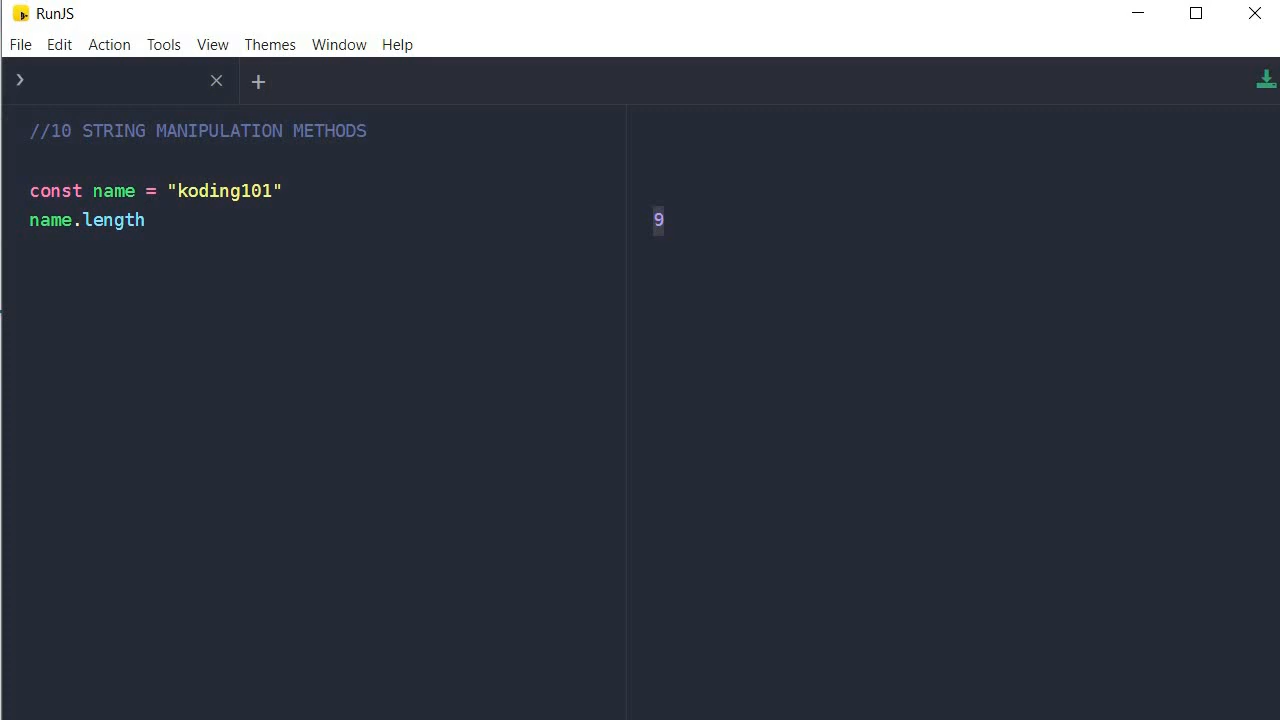 RunJS
File Edit Action Tools View Themes Window Help
//10 STRING MANIPULATION METHODS
const name = "koding101"
name.length 9